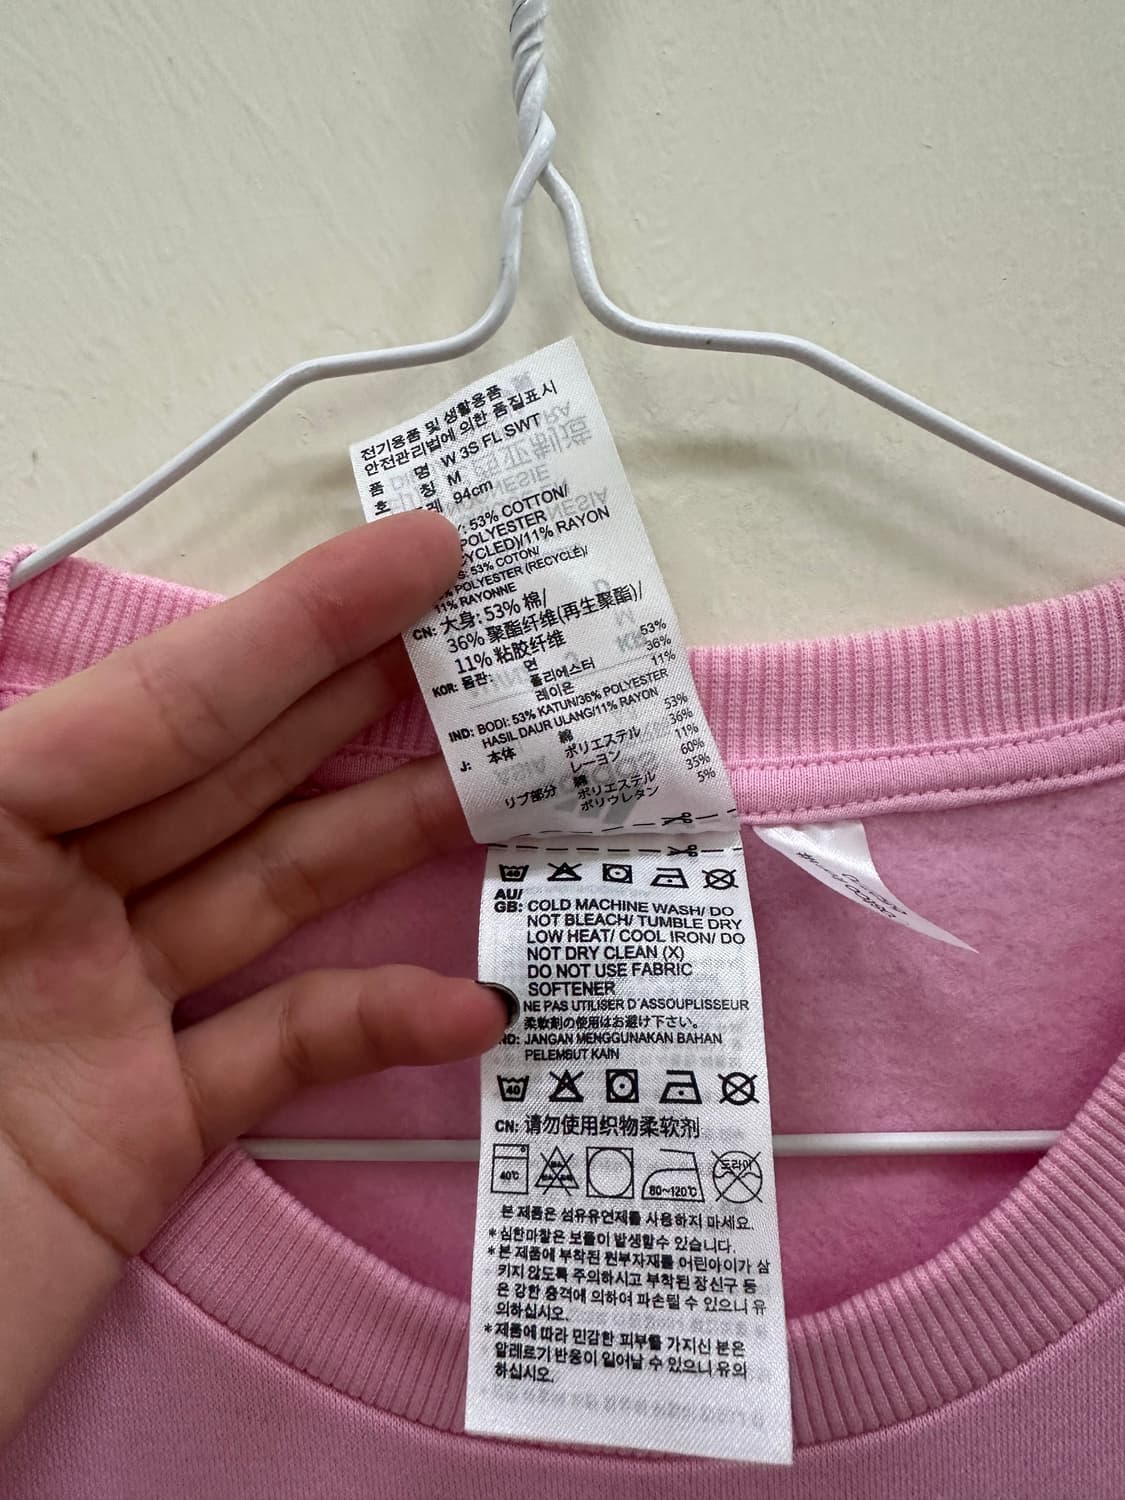 전기용품 및 생활용품
안전관리법에 의한 품질표시
품 명 W 3S FL SWT
호 칭 M
레 94cm
: 53% COTTON/
POLYESTER
YCLED)/11% RAYON
S: 53% COTON/
% POLYESTER (RECYCLÉ)/
11% RAYONNE
CN: 大身: 53% 棉/
36% 聚酯纤维(再生聚酯)/
11% 粘胶纤维
KOR: 몸판: 면 53%
폴리에스터 36%
레이온 11%
IND: BODI: 53% KATUN/36% POLYESTER
HASIL DAUR ULANG/11% RAYON
J: 本体 綿 53%
ポリエステル 36%
レーヨン 11%
リブ部分 綿 60%
ポリエステル 35%
ポリウレタン 5%
40
AU/
GB: COLD MACHINE WASH/ DO
NOT BLEACH/ TUMBLE DRY
LOW HEAT/ COOL IRON/ DO
NOT DRY CLEAN (X)
DO NOT USE FABRIC
SOFTENER
NE PAS UTILISER D'ASSOUPLISSEUR
柔軟剤の使用はお避け下さい。
ND: JANGAN MENGGUNAKAN BAHAN
PELEMBUT KAIN
40
CN: 请勿使用织物柔软剂
40℃ 80~120℃ 드라이
본 제품은 섬유유연제를 사용하지 마세요.
* 심한마찰은 보풀이 발생할수 있습니다.
* 본 제품에 부착된 원부자재를 어린아이가 삼
키지 않도록 주의하시고 부착된 장신구 등
은 강한 충격에 의하여 파손될 수 있으니 유
의하십시오.
* 제품에 따라 민감한 피부를 가지신 분은
알레르기 반응이 일어날 수 있으니 유의
하십시오.